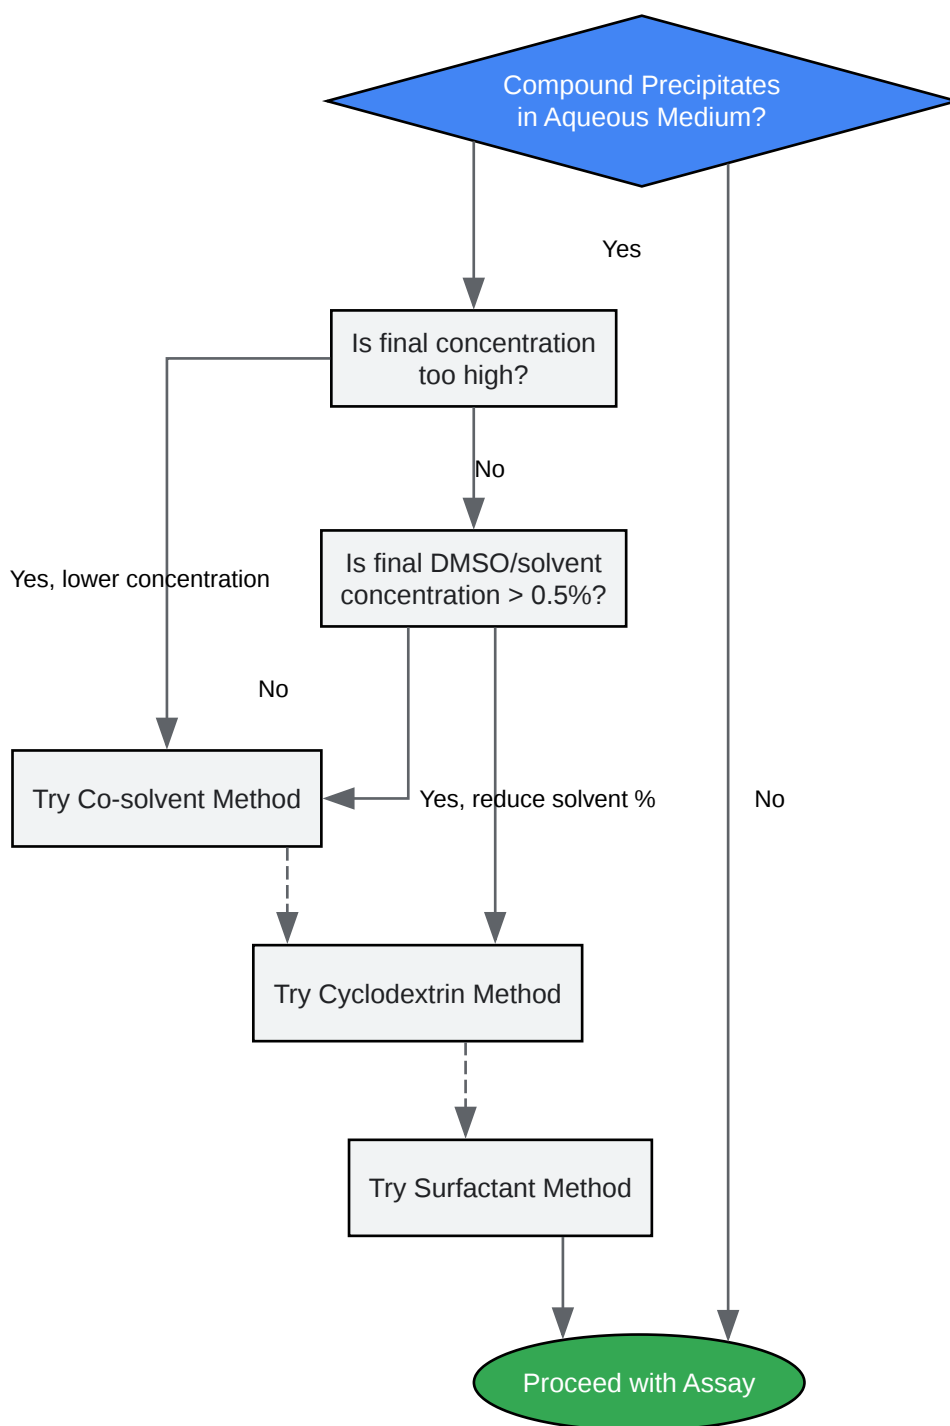 Compound Precipitates
in Aqueous Medium?
Yes
Is final concentration
too high?
No
Is final DMSO/solvent
concentration > 0.5%?
Yes, lower concentration
No
Try Co-solvent Method
Yes, reduce solvent %
No
Try Cyclodextrin Method
Try Surfactant Method
Proceed with Assay